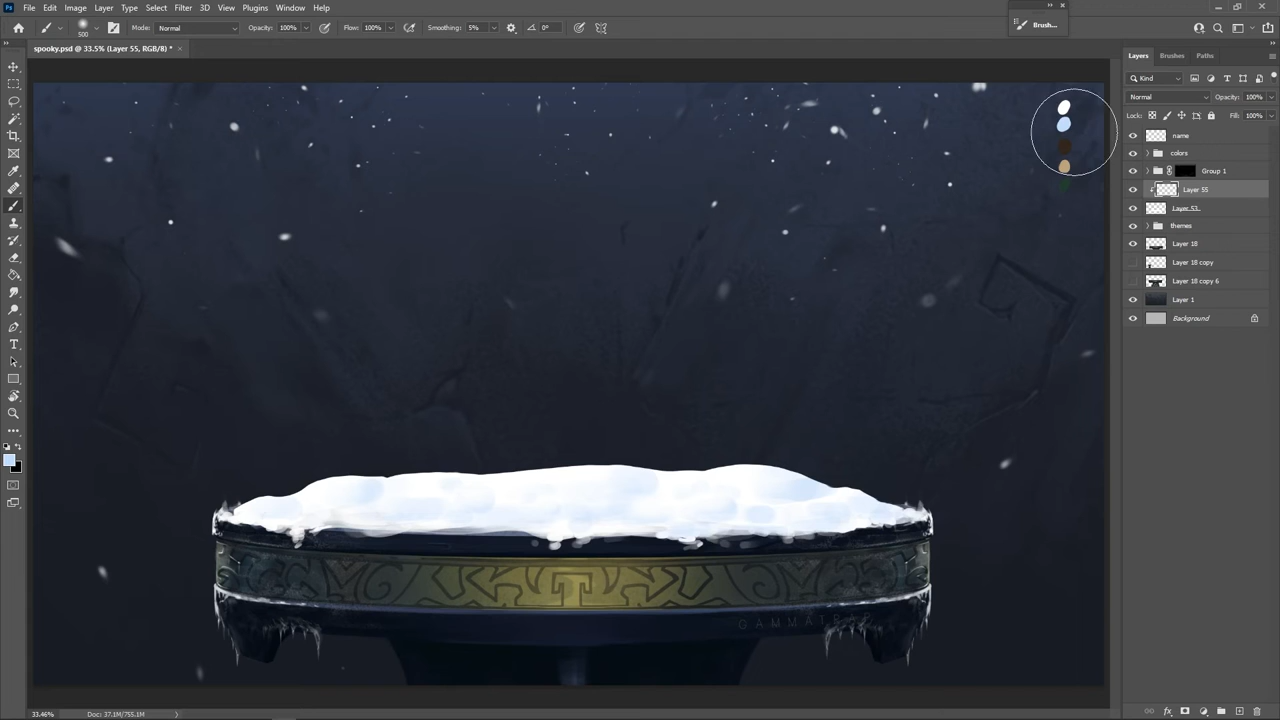 Ps File Edit Image Layer Type Select Filter 3D View Plugins Window Help
500 Mode: Normal Opacity: 100% Flow: 100% Smoothing: 5% 0°
Brush...
spooky.psd @ 33.5% (Layer 55, RGB/8) *
Layers Brushes Paths
Kind
Normal Opacity: 100%
Lock: Fill: 100%
name
colors
Group 1
Layer 55
Layer 53
themes
Layer 18
Layer 18 copy
Layer 18 copy 6
Layer 1
Background
33.46% Doc: 37.1M/755.1M